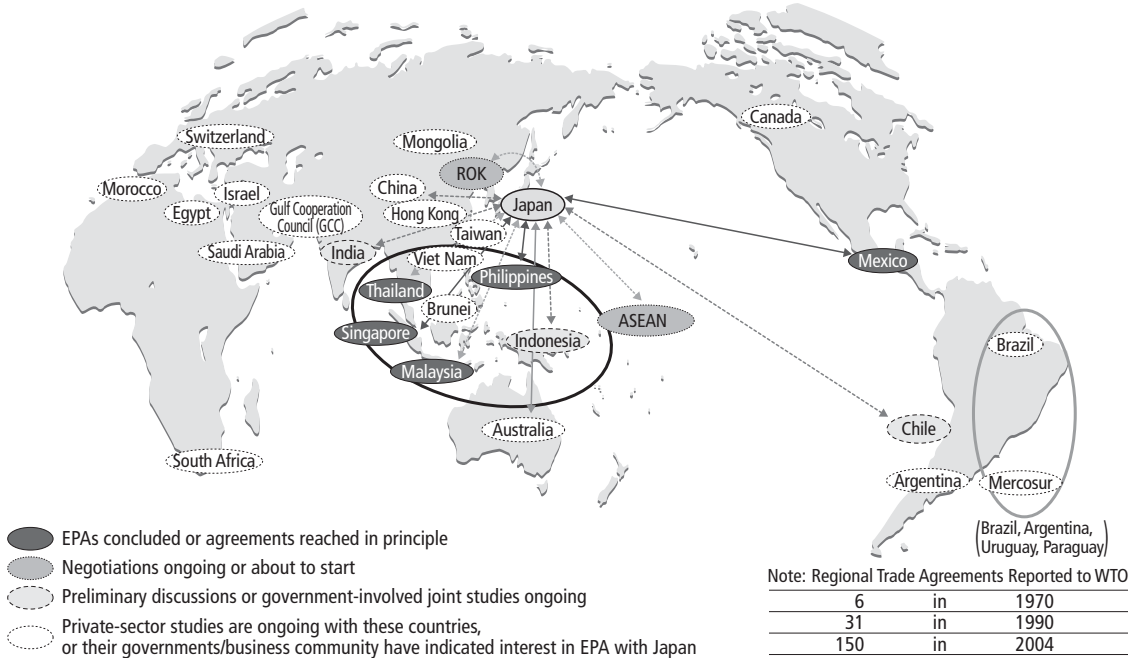 Canada
Switzerland
Mongolia
ROK
Morocco
Israel
China
Japan
Egypt
Gulf Cooperation
Council (GCC)
Hong Kong
Taiwan
Saudi Arabia
India
Viet Nam
Mexico
Philippines
Thailand
Brunei
ASEAN
Singapore
Indonesia
Brazil
Malaysia
Australia
Chile
South Africa
Argentina
Mercosur
(Brazil, Argentina,
Uruguay, Paraguay)
EPAs concluded or agreements reached in principle
Negotiations ongoing or about to start
Preliminary discussions or government-involved joint studies ongoing
Private-sector studies are ongoing with these countries,
or their governments/business community have indicated interest in EPA with Japan
Note: Regional Trade Agreements Reported to WTO
6 in 1970
31 in 1990
150 in 2004